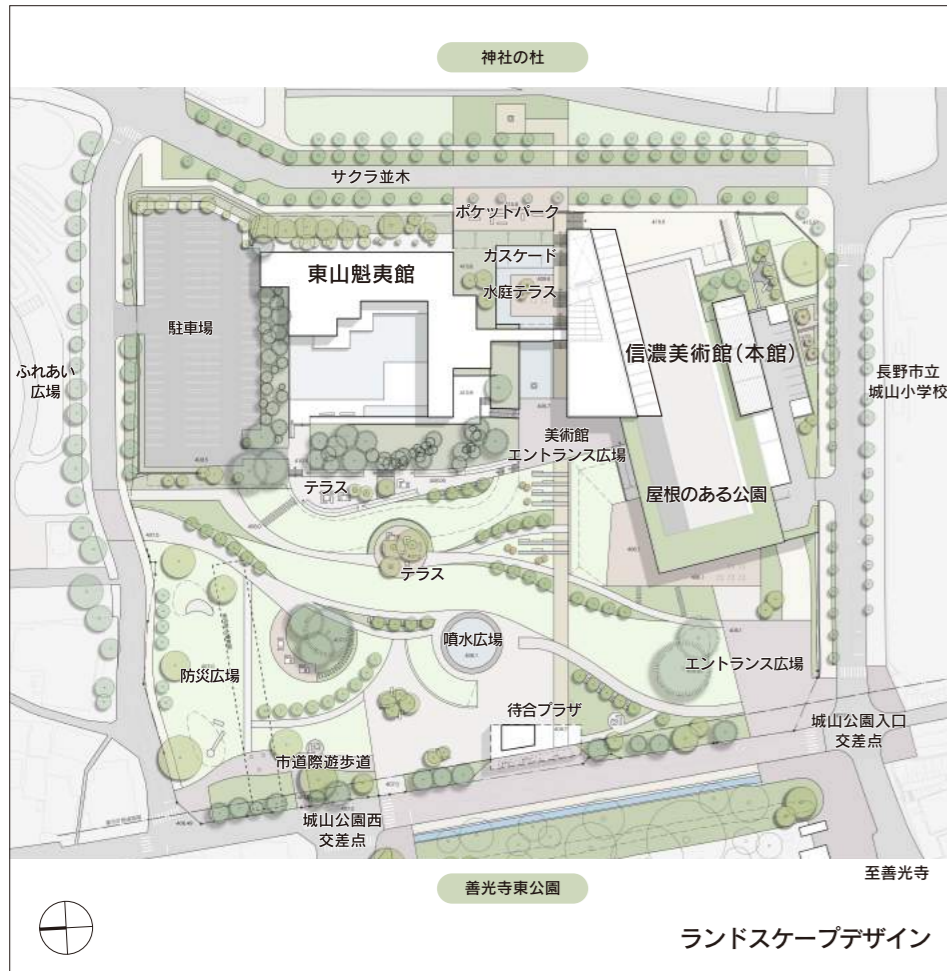 神社の杜
サクラ並木
ポケットパーク
カスケード
東山魁夷館
水庭テラス
駐車場
信濃美術館(本館)
ふれあい
広場
長野市立
城山小学校
美術館
エントランス広場
テラス
屋根のある公園
テラス
噴水広場
防災広場
エントランス広場
待合プラザ
城山公園入口
交差点
市道際遊歩道
城山公園西
交差点
至善光寺
善光寺東公園
ランドスケープデザイン